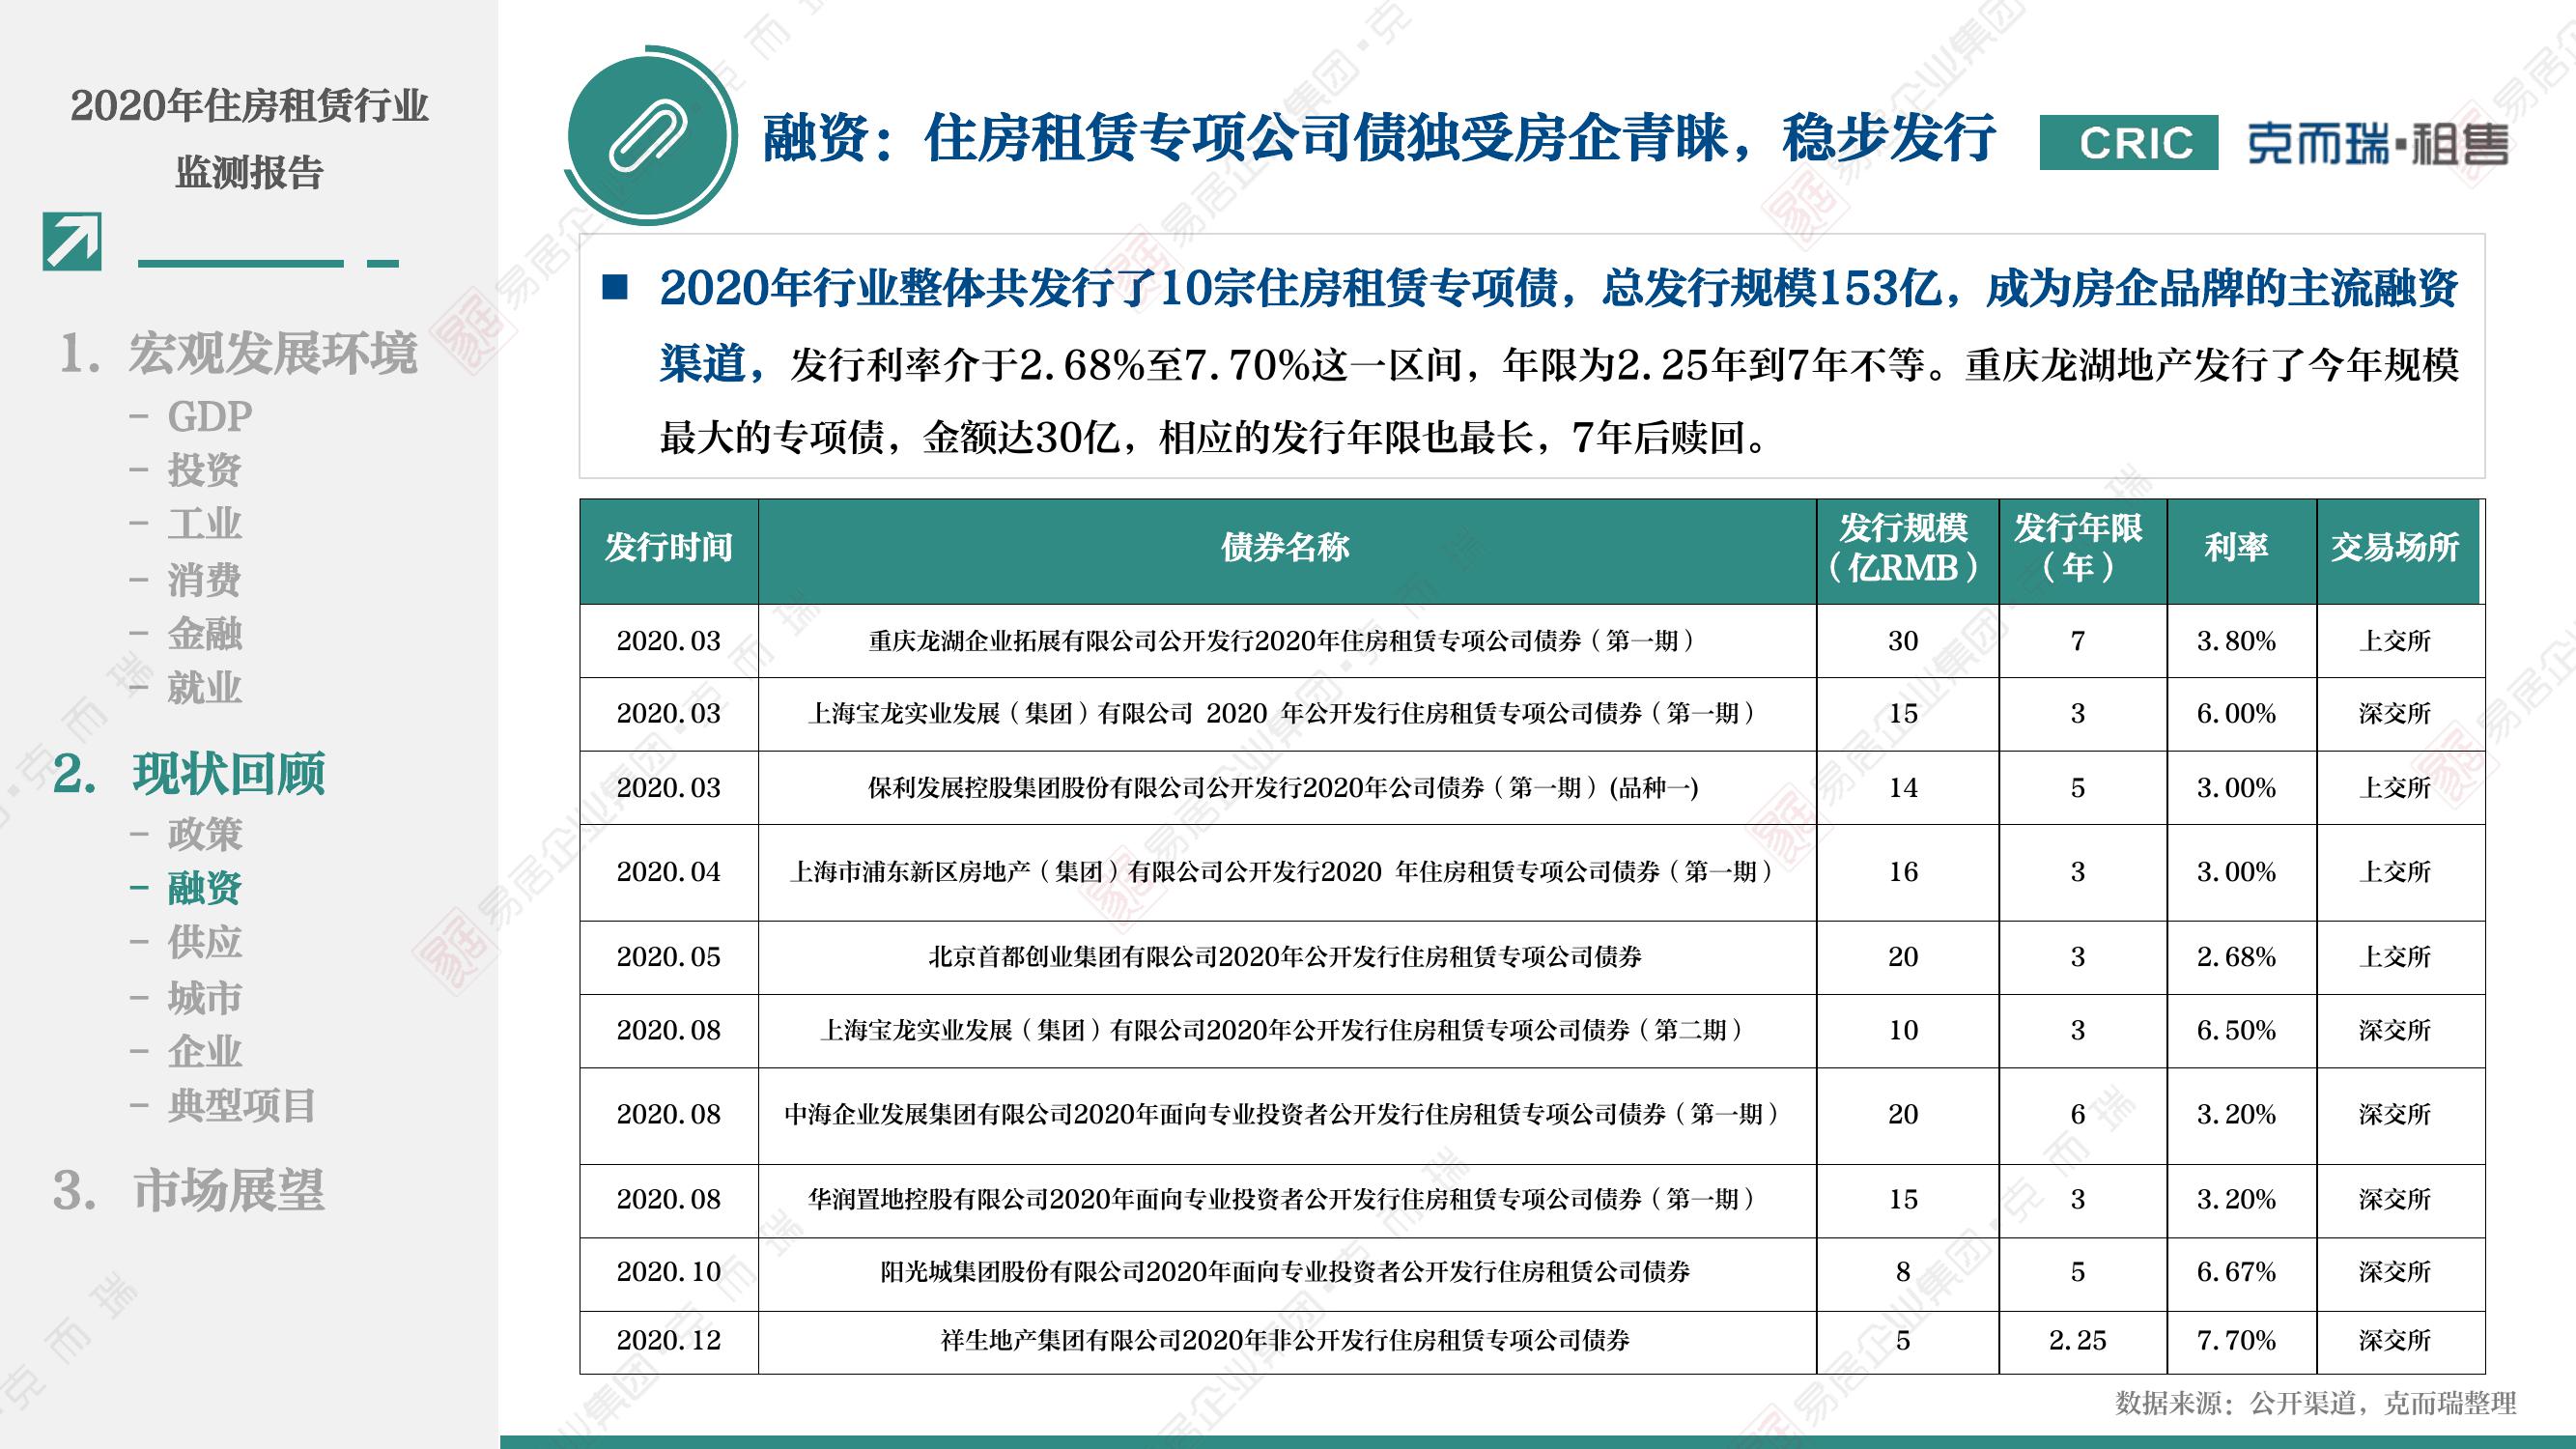 2020年住房租赁行业
监测报告
1. 宏观发展环境
– GDP
– 投资
– 工业
– 消费
– 金融
– 就业
2. 现状回顾
– 政策
– 融资
– 供应
– 城市
– 企业
– 典型项目
3. 市场展望
融资：住房租赁专项公司债独受房企青睐，稳步发行
CRIC 克而瑞·租售
■ 2020年行业整体共发行了10宗住房租赁专项债，总发行规模153亿，成为房企品牌的主流融资
渠道，发行利率介于2.68%至7.70%这一区间，年限为2.25年到7年不等。重庆龙湖地产发行了今年规模
最大的专项债，金额达30亿，相应的发行年限也最长，7年后赎回。
发行时间 债券名称 发行规模（亿RMB） 发行年限（年） 利率 交易场所
2020.03 重庆龙湖企业拓展有限公司公开发行2020年住房租赁专项公司债券（第一期） 30 7 3.80% 上交所
2020.03 上海宝龙实业发展（集团）有限公司 2020 年公开发行住房租赁专项公司债券（第一期） 15 3 6.00% 深交所
2020.03 保利发展控股集团股份有限公司公开发行2020年公司债券（第一期）(品种一) 14 5 3.00% 上交所
2020.04 上海市浦东新区房地产（集团）有限公司公开发行2020 年住房租赁专项公司债券（第一期） 16 3 3.00% 上交所
2020.05 北京首都创业集团有限公司2020年公开发行住房租赁专项公司债券 20 3 2.68% 上交所
2020.08 上海宝龙实业发展（集团）有限公司2020年公开发行住房租赁专项公司债券（第二期） 10 3 6.50% 深交所
2020.08 中海企业发展集团有限公司2020年面向专业投资者公开发行住房租赁专项公司债券（第一期） 20 6 3.20% 深交所
2020.08 华润置地控股有限公司2020年面向专业投资者公开发行住房租赁专项公司债券（第一期） 15 3 3.20% 深交所
2020.10 阳光城集团股份有限公司2020年面向专业投资者公开发行住房租赁公司债券 8 5 6.67% 深交所
2020.12 祥生地产集团有限公司2020年非公开发行住房租赁专项公司债券 5 2.25 7.70% 深交所
数据来源：公开渠道，克而瑞整理
易居企业集团·克而瑞